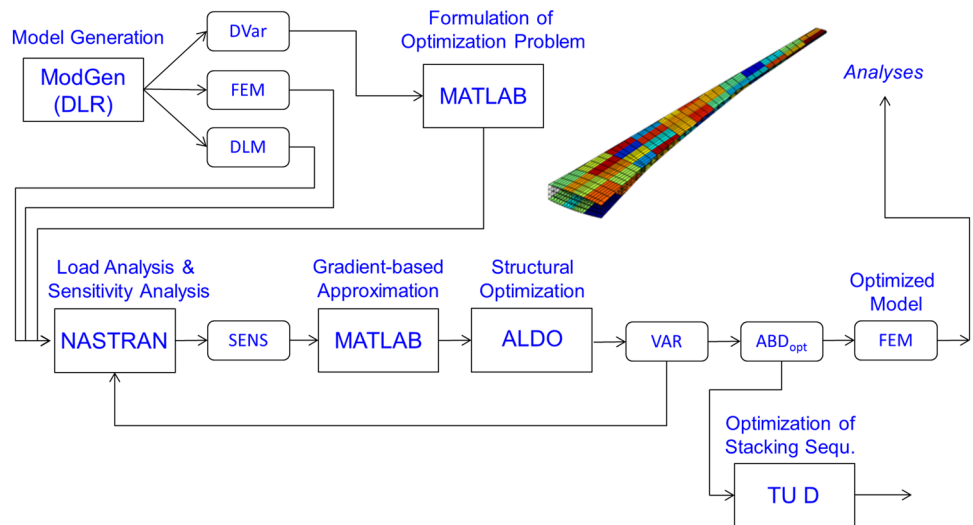 Model Generation
ModGen
(DLR)
DVar
FEM
DLM
Formulation of
Optimization Problem
MATLAB
Analyses
Load Analysis &
Sensitivity Analysis
NASTRAN
SENS
Gradient-based
Approximation
MATLAB
Structural
Optimization
ALDO
VAR
ABDopt
Optimized
Model
FEM
Optimization of
Stacking Sequ.
TU D